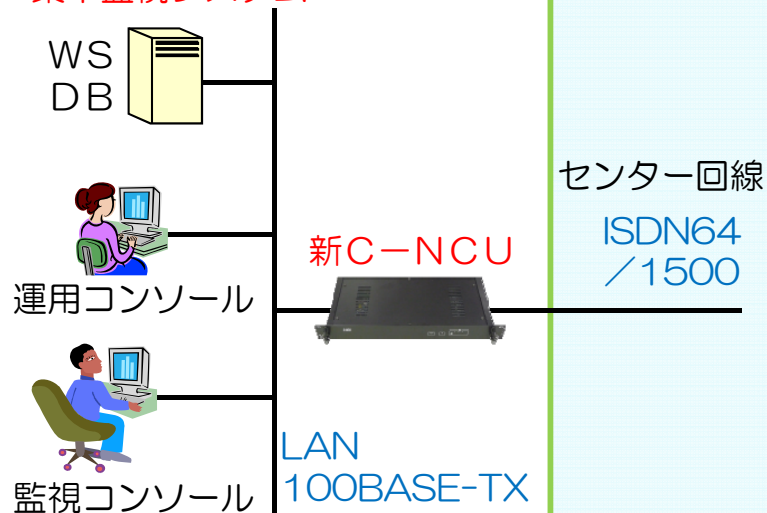 WS
DB
センター回線
ISDN64
／1500
新C－NCU
運用コンソール
LAN
100BASE-TX
監視コンソール